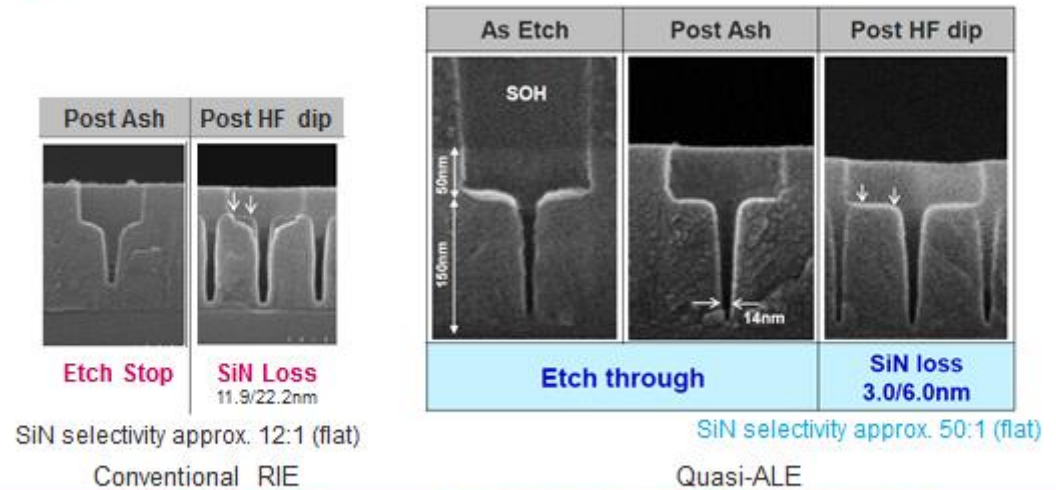 Post Ash
Post HF dip
Etch Stop
SiN Loss
11.9/22.2nm
SiN selectivity approx. 12:1 (flat)
Conventional RIE
As Etch
Post Ash
Post HF dip
SOH
50nm
150nm
14nm
Etch through
SiN loss
3.0/6.0nm
SiN selectivity approx. 50:1 (flat)
Quasi-ALE